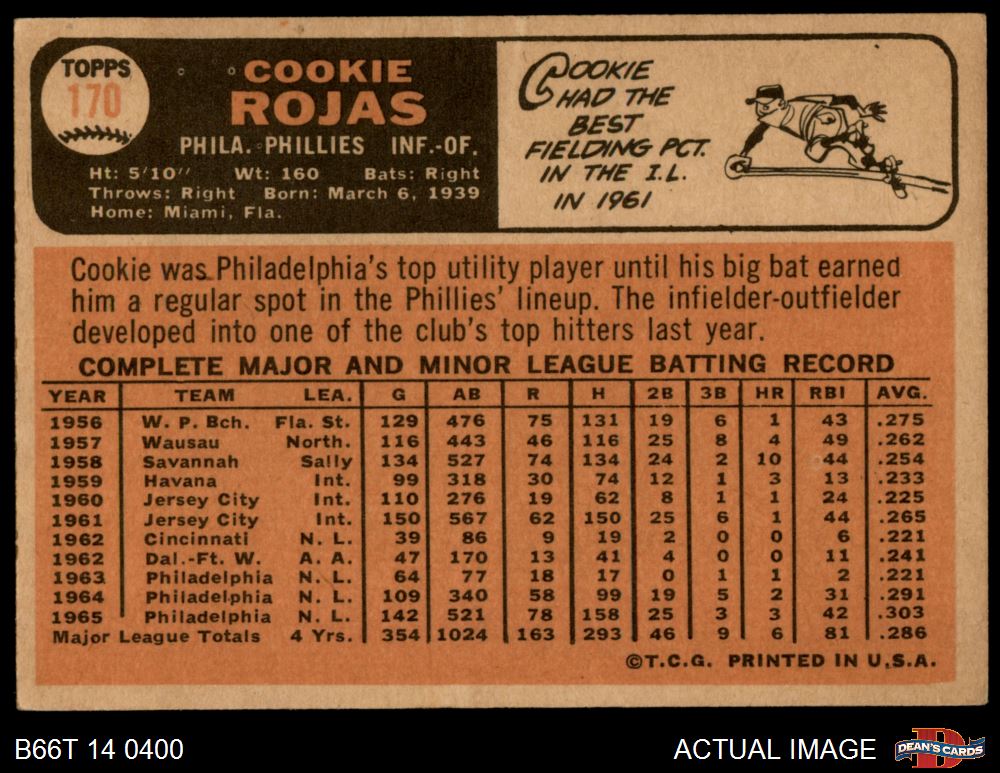 TOPPS
170
COOKIE
ROJAS
PHILA. PHILLIES INF.-OF.
Ht: 5'10" Wt: 160 Bats: Right
Throws: Right Born: March 6, 1939
Home: Miami, Fla.
COOKIE
HAD THE
BEST
FIELDING PCT.
IN THE I.L.
IN 1961
Cookie was Philadelphia's top utility player until his big bat earned
him a regular spot in the Phillies' lineup. The infielder-outfielder
developed into one of the club's top hitters last year.
COMPLETE MAJOR AND MINOR LEAGUE BATTING RECORD
YEAR TEAM LEA. G AB R H 2B 3B HR RBI AVG.
1956 W. P. Bch. Fla. St. 129 476 75 131 19 6 1 43 .275
1957 Wausau North. 116 443 46 116 25 8 4 49 .262
1958 Savannah Sally 134 527 74 134 24 2 10 44 .254
1959 Havana Int. 99 318 30 74 12 1 3 13 .233
1960 Jersey City Int. 110 276 19 62 8 1 1 24 .225
1961 Jersey City Int. 150 567 62 150 25 6 1 44 .265
1962 Cincinnati N. L. 39 86 9 19 2 0 0 6 .221
1962 Dal.-Ft. W. A. A. 47 170 13 41 4 0 0 11 .241
1963 Philadelphia N. L. 64 77 18 17 0 1 1 2 .221
1964 Philadelphia N. L. 109 340 58 99 19 5 2 31 .291
1965 Philadelphia N. L. 142 521 78 158 25 3 3 42 .303
Major League Totals 4 Yrs. 354 1024 163 293 46 9 6 81 .286
©T.C.G. PRINTED IN U.S.A.
B66T 14 0400
ACTUAL IMAGE
D
DEAN'S CARDS